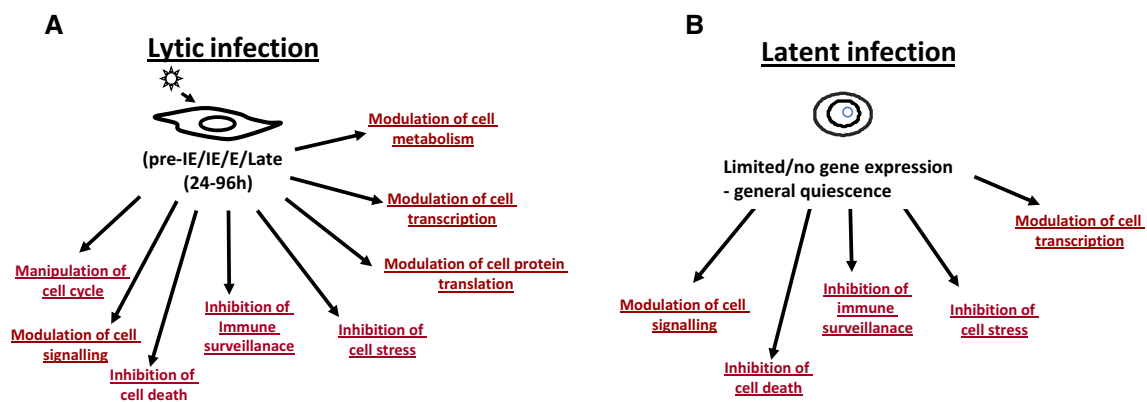 A
Lytic infection
(pre-IE/IE/E/Late
(24-96h)
Modulation of cell
metabolism
Modulation of cell
transcription
Modulation of cell protein
translation
Manipulation of
cell cycle
Modulation of cell
signalling
Inhibition of
cell death
Inhibition of
Immune
surveillanace
Inhibition of
cell stress
B
Latent infection
Limited/no gene expression
- general quiescence
Modulation of cell
transcription
Modulation of cell
signalling
Inhibition of
cell death
Inhibition of
immune
surveillanace
Inhibition of
cell stress